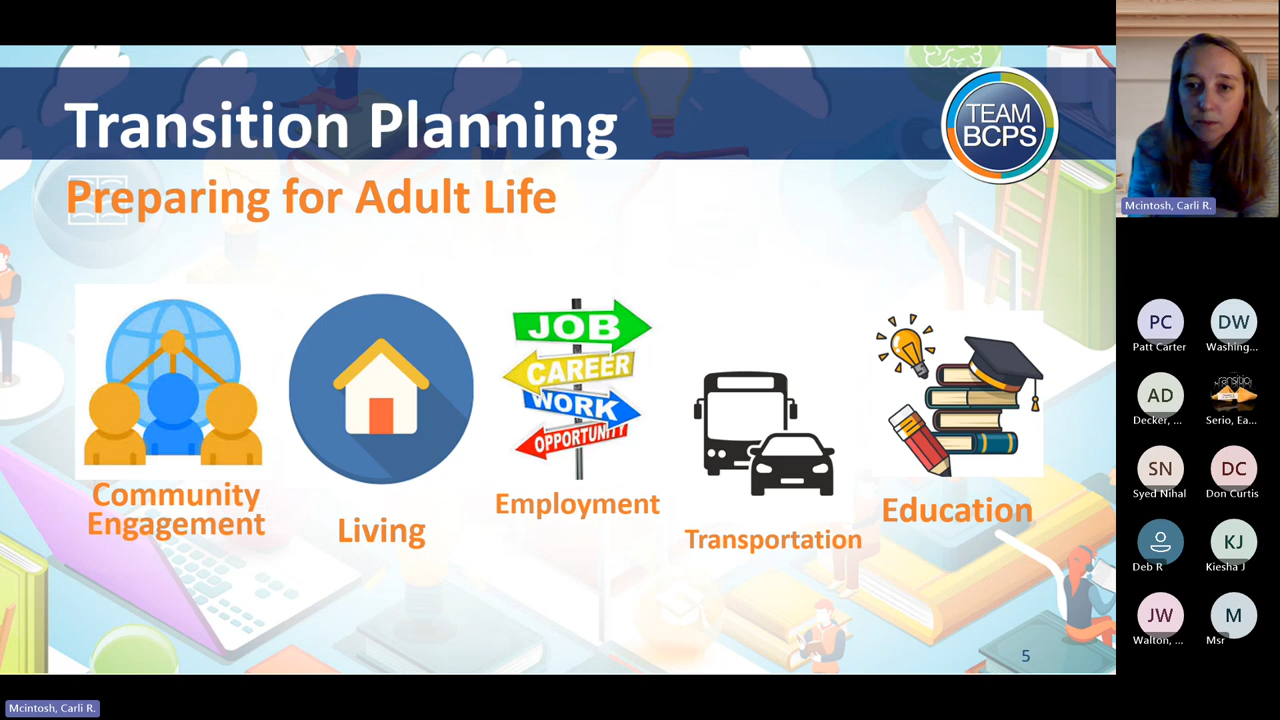 Transition Planning
Preparing for Adult Life
TEAM
BCPS
JOB
CAREER
WORK
OPPORTUNITY
Community
Engagement
Living
Employment
Transportation
Education
5
Mcintosh, Carli R.
PC
DW
Patt Carter
Washing...
AD
Decker, ...
Serio, Ea...
SN
DC
Syed Nihal
Don Curtis
KJ
Deb R
Kiesha J
JW
M
Walton, ...
Msr
Mcintosh, Carli R.